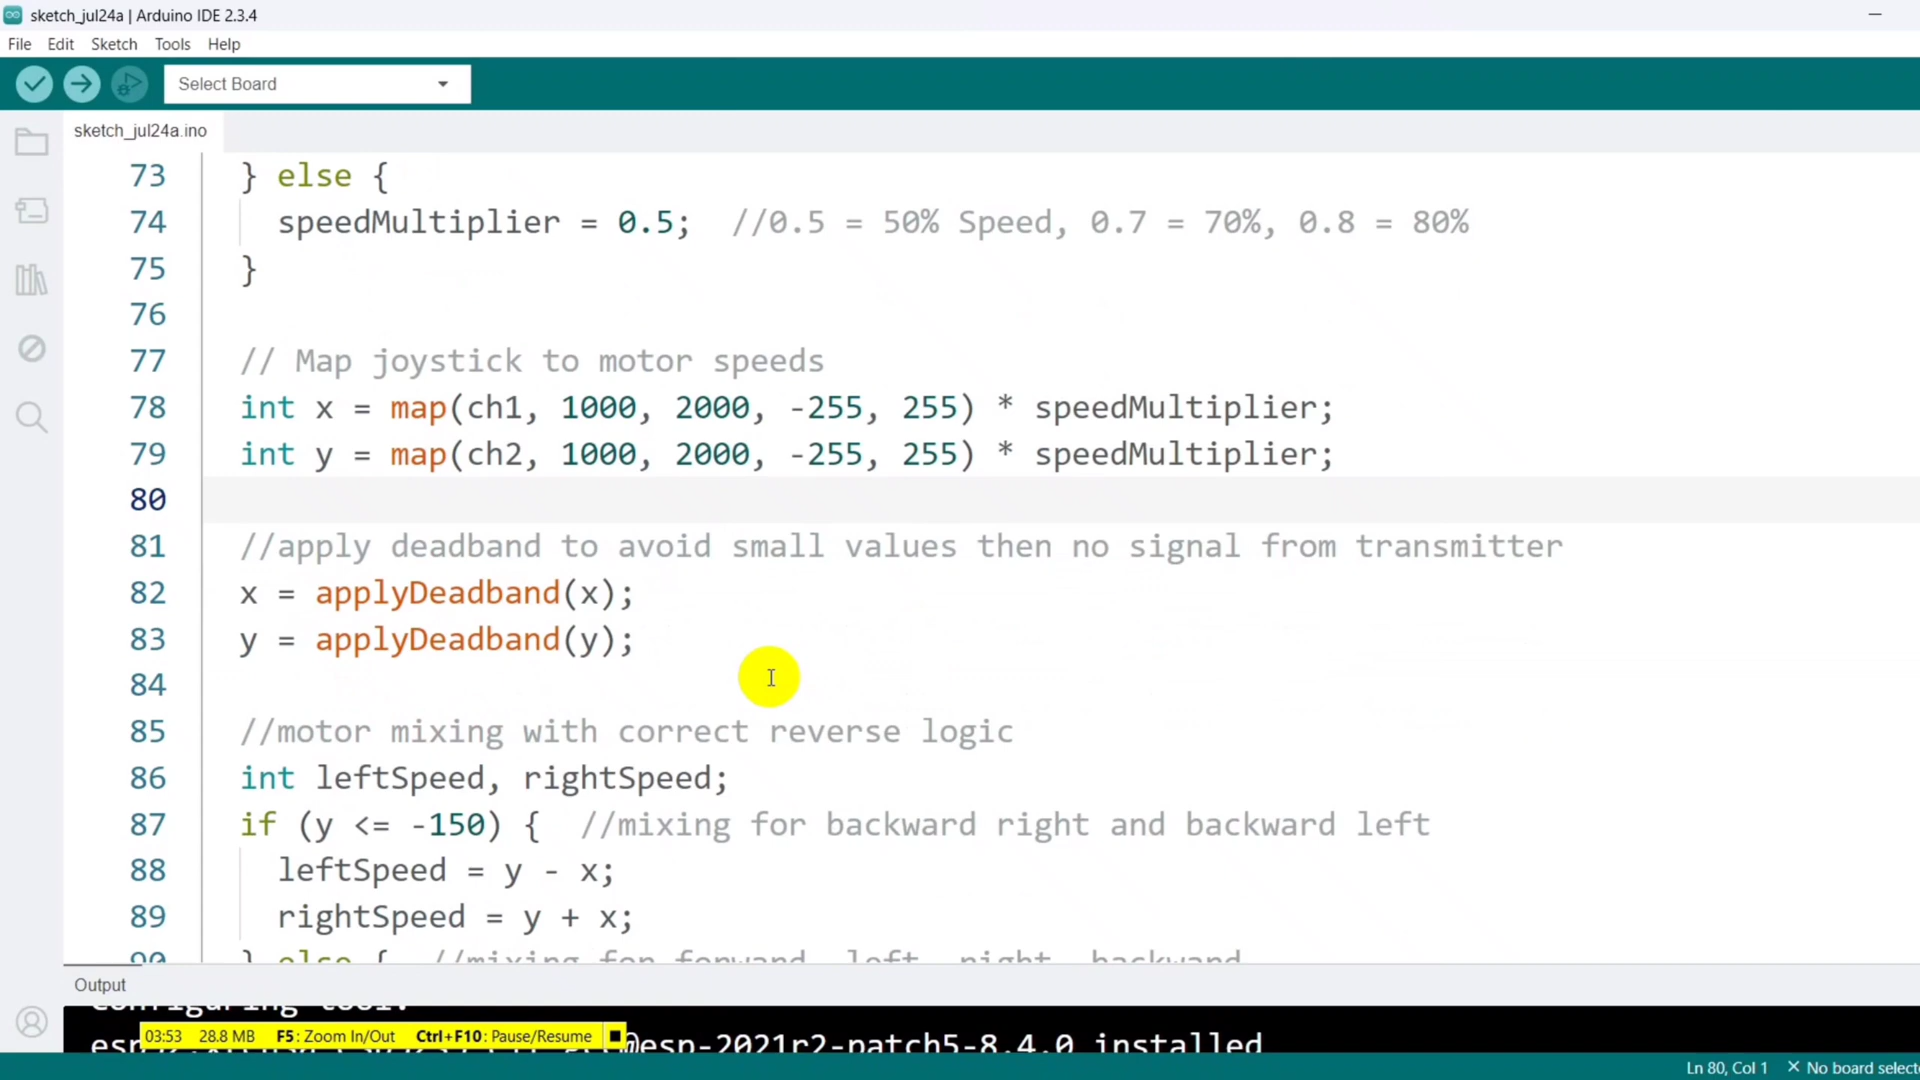 sketch_jul24a | Arduino IDE 2.3.4
File Edit Sketch Tools Help
Select Board
sketch_jul24a.ino
73 } else {
74 speedMultiplier = 0.5; //0.5 = 50% Speed, 0.7 = 70%, 0.8 = 80%
75 }
76
77 // Map joystick to motor speeds
78 int x = map(ch1, 1000, 2000, -255, 255) * speedMultiplier;
79 int y = map(ch2, 1000, 2000, -255, 255) * speedMultiplier;
80
81 //apply deadband to avoid small values then no signal from transmitter
82 x = applyDeadband(x);
83 y = applyDeadband(y);
84
85 //motor mixing with correct reverse logic
86 int leftSpeed, rightSpeed;
87 if (y <= -150) { //mixing for backward right and backward left
88 leftSpeed = y - x;
89 rightSpeed = y + x;
90 } else { //mixing for forward, left, right, backward
Output
Configuring tool.
03:53 28.8 MB F5: Zoom In/Out Ctrl+F10: Pause/Resume
@esp-2021r2-patch5-8.4.0 installed
Ln 80, Col 1 No board select